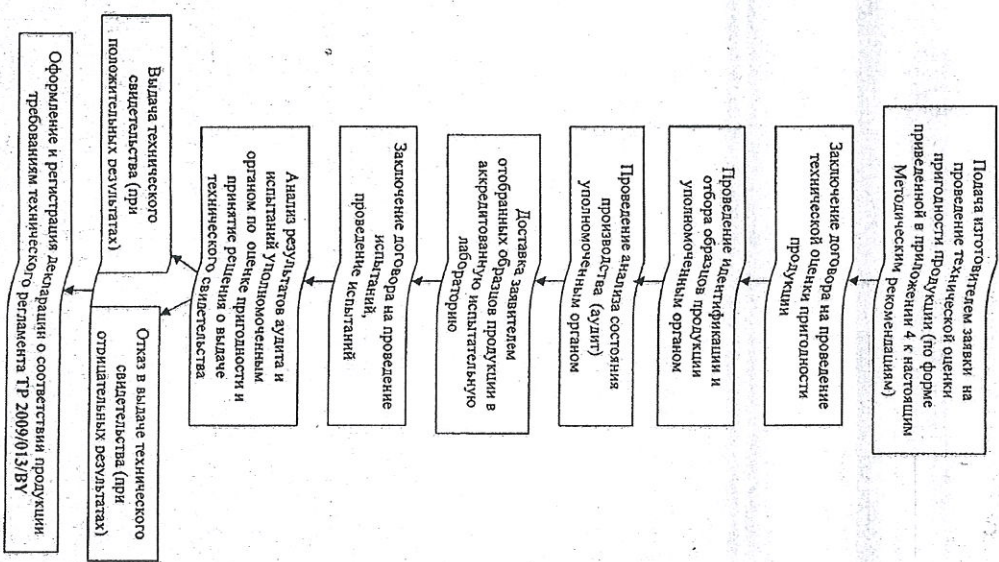 Подача изготовителем заявки на
проведение технической оценки
пригодности продукции (по форме
приведенной в приложении 4 к настоящим
Методическим рекомендациям)
Заключение договора на проведение
технической оценки пригодности
продукции
Проведение идентификации и
отбора образцов продукции
уполномоченным органом
Проведение анализа состояния
производства (аудит)
уполномоченным органом
Доставка заявителем
отобранных образцов продукции в
аккредитованную испытательную
лабораторию
Заключение договора на проведение
испытаний,
проведение испытаний
Анализ результатов аудита и
испытаний уполномоченным
органом по оценке пригодности и
принятие решения о выдаче
технического свидетельства
Выдача технического
свидетельства (при
положительных результатах)
Отказ в выдаче технического
свидетельства (при
отрицательных результатах)
Оформление и регистрация декларации о соответствии продукции
требованиям технического регламента ТР 2009/013/BY